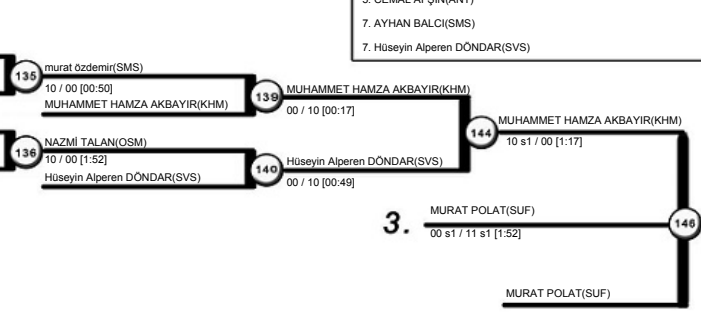 7. AYHAN BALCI(SMS)
7. Hüseyin Alperen DÖNDAR(SVS)
135
murat özdemir(SMS)
10 / 00 [00:50]
MUHAMMET HAMZA AKBAYIR(KHM)
139
MUHAMMET HAMZA AKBAYIR(KHM)
00 / 10 [00:17]
144
MUHAMMET HAMZA AKBAYIR(KHM)
10 s1 / 00 [1:17]
136
NAZMİ TALAN(OSM)
10 / 00 [1:52]
Hüseyin Alperen DÖNDAR(SVS)
140
Hüseyin Alperen DÖNDAR(SVS)
00 / 10 [00:49]
3.
MURAT POLAT(SUF)
00 s1 / 11 s1 [1:52]
146
MURAT POLAT(SUF)